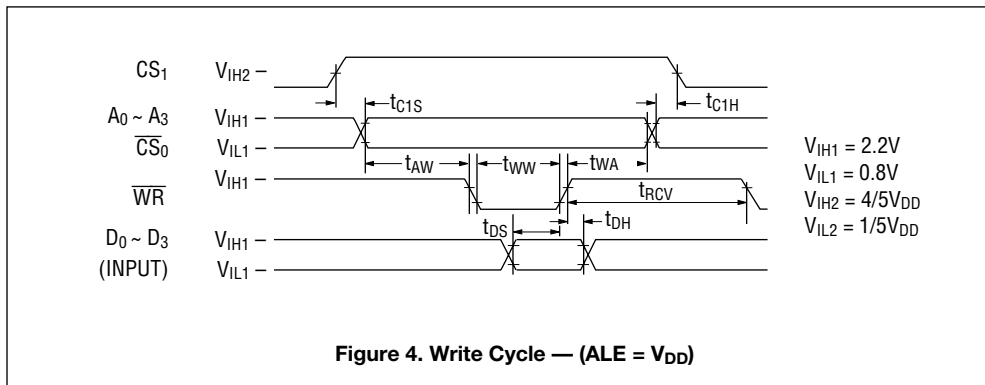 CS1 VIH2
tC1S tC1H
A0 ~ A3 VIH1
CS0 VIL1
tAW tWW tWA
WR VIH1
tRCV
tDS tDH
D0 ~ D3 VIH1
(INPUT) VIL1
VIH1 = 2.2V
VIL1 = 0.8V
VIH2 = 4/5VDD
VIL2 = 1/5VDD
Figure 4. Write Cycle — (ALE = VDD)